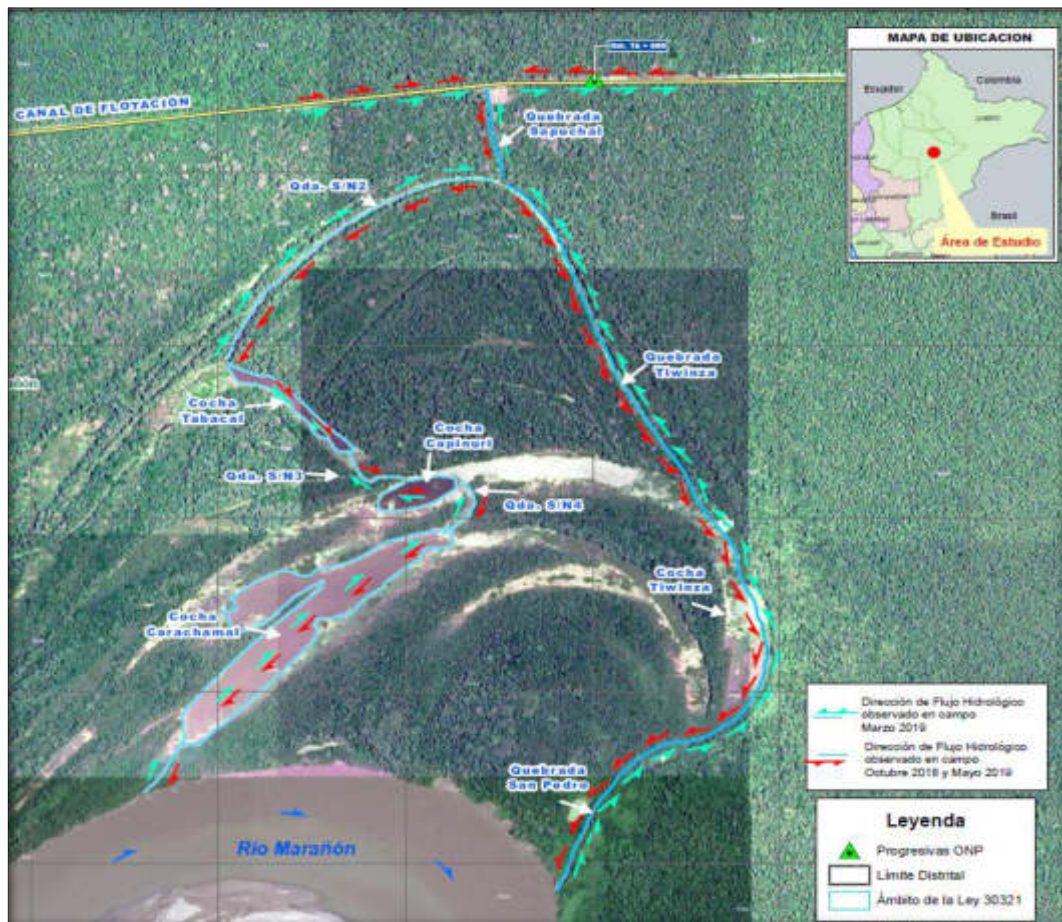 MAPA DE UBICACION
Ecuador
Colombia
Brasil
Área de Estudio
CANAL DE FLOTACIÓN
Quebrada
Sapuchal
Qda. S/N2
Quebrada
Tiwinza
Cocha
Tabacal
Cocha
Capinuri
Qda. S/N3
Qda. S/N4
Cocha
Tiwinza
Cocha
Carachamal
Quebrada
San Pedro
Río Marañón
Dirección de Flujo Hidrológico
observado en campo
Marzo 2019
Dirección de Flujo Hidrológico
observado en campo
Octubre 2018 y Mayo 2019
Leyenda
Progresivas ONP
Límite Distrital
Ámbito de la Ley 30321